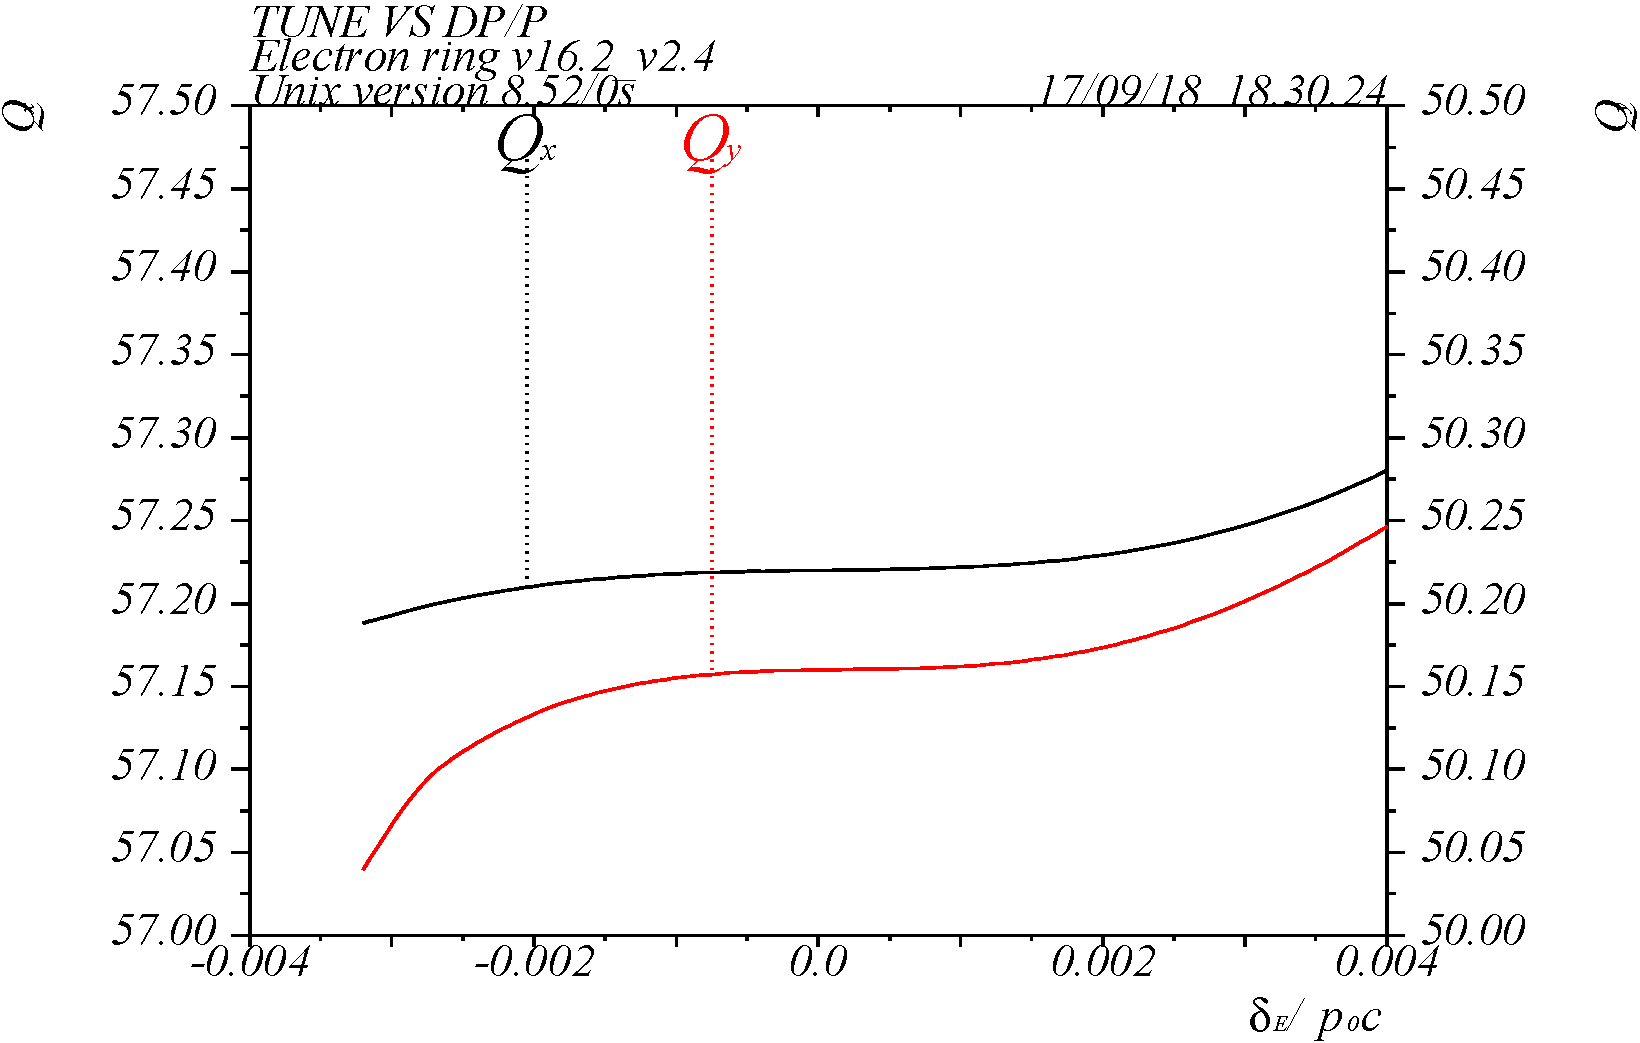 TUNE VS DP/P
Electron ring v16.2_v2.4
Unix version 8.52/0s 17/09/18 18.30.24
Q Q
Qx Qy
57.50 50.50
57.45 50.45
57.40 50.40
57.35 50.35
57.30 50.30
57.25 50.25
57.20 50.20
57.15 50.15
57.10 50.10
57.05 50.05
57.00 50.00
-0.004 -0.002 0.0 0.002 0.004
δE/ p0c